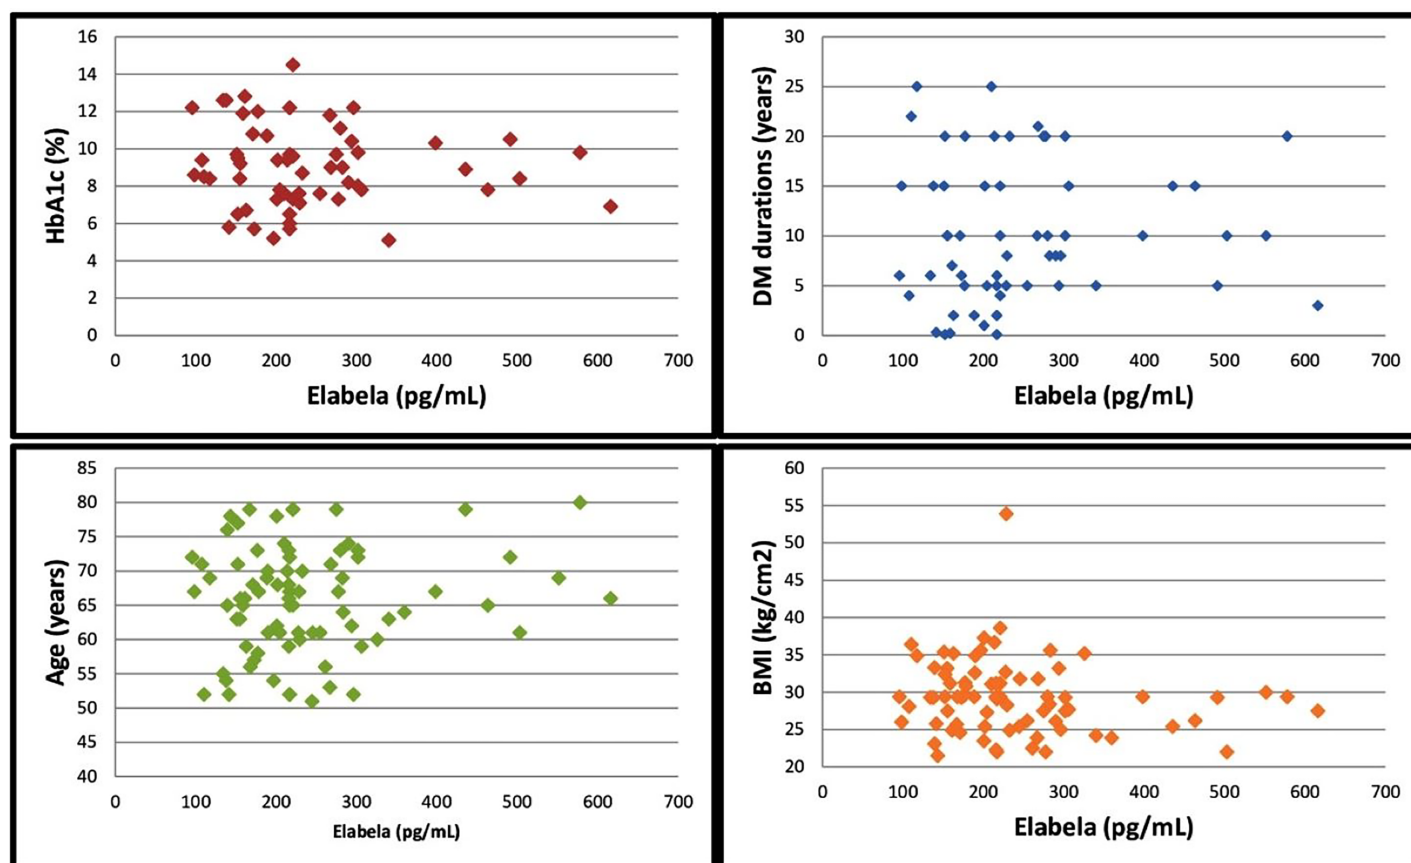 16
14
12
10
8
6
4
2
0
HbA1c (%)
0 100 200 300 400 500 600 700
Elabela (pg/mL)
30
25
20
15
10
5
0
DM durations (years)
0 100 200 300 400 500 600 700
Elabela (pg/mL)
85
80
75
70
65
60
55
50
45
40
Age (years)
0 100 200 300 400 500 600 700
Elabela (pg/mL)
60
55
50
45
40
35
30
25
20
BMI (kg/cm2)
0 100 200 300 400 500 600 700
Elabela (pg/mL)